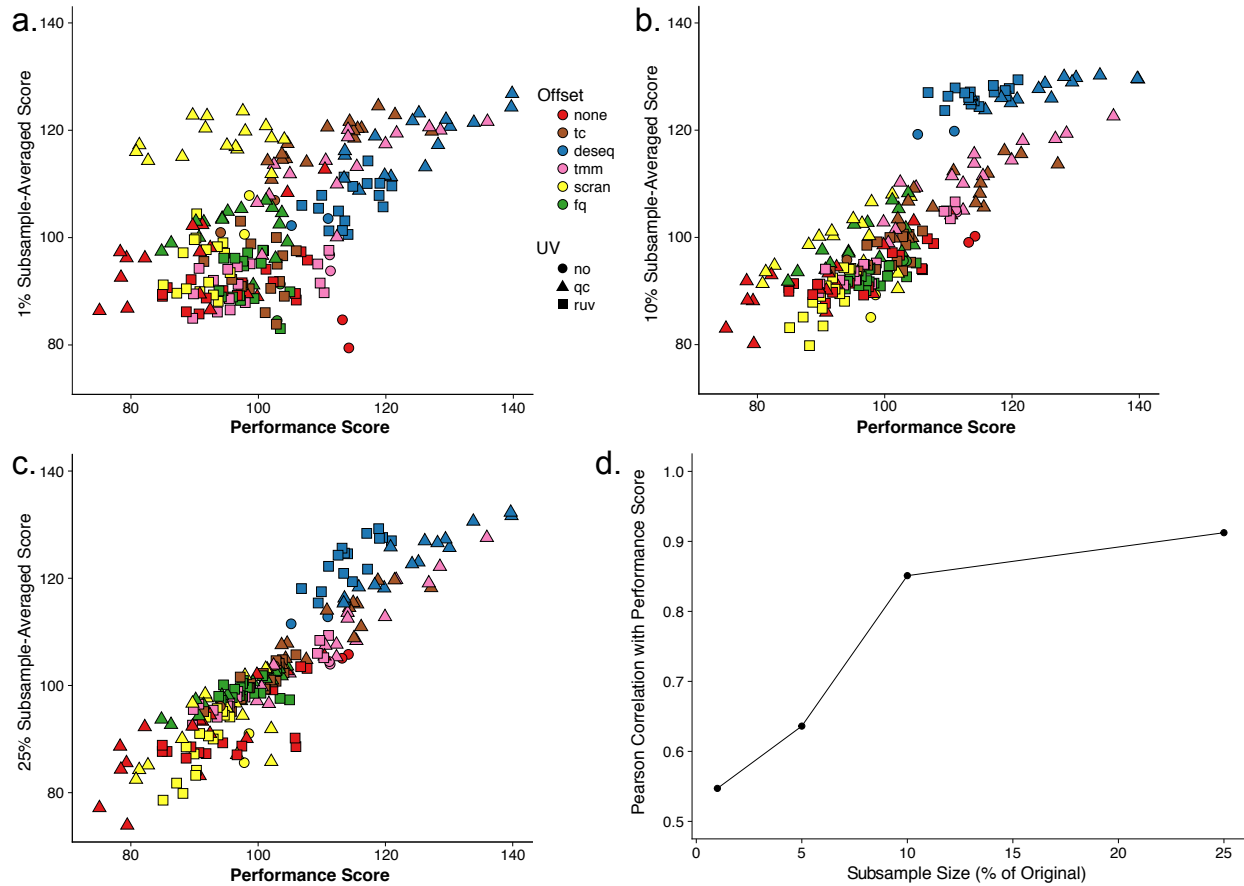 a.
140
120
100
80
1% Subsample-Averaged Score
80
100
120
140
Performance Score
Offset
none
tc
deseq
tmm
scran
fq
UV
no
qc
ruv
b.
140
120
100
80
10% Subsample-Averaged Score
80
100
120
140
Performance Score
c.
140
120
100
80
25% Subsample-Averaged Score
80
100
120
140
Performance Score
d.
1.0
0.9
0.8
0.7
0.6
0.5
Pearson Correlation with Performance Score
0
5
10
15
20
25
Subsample Size (% of Original)